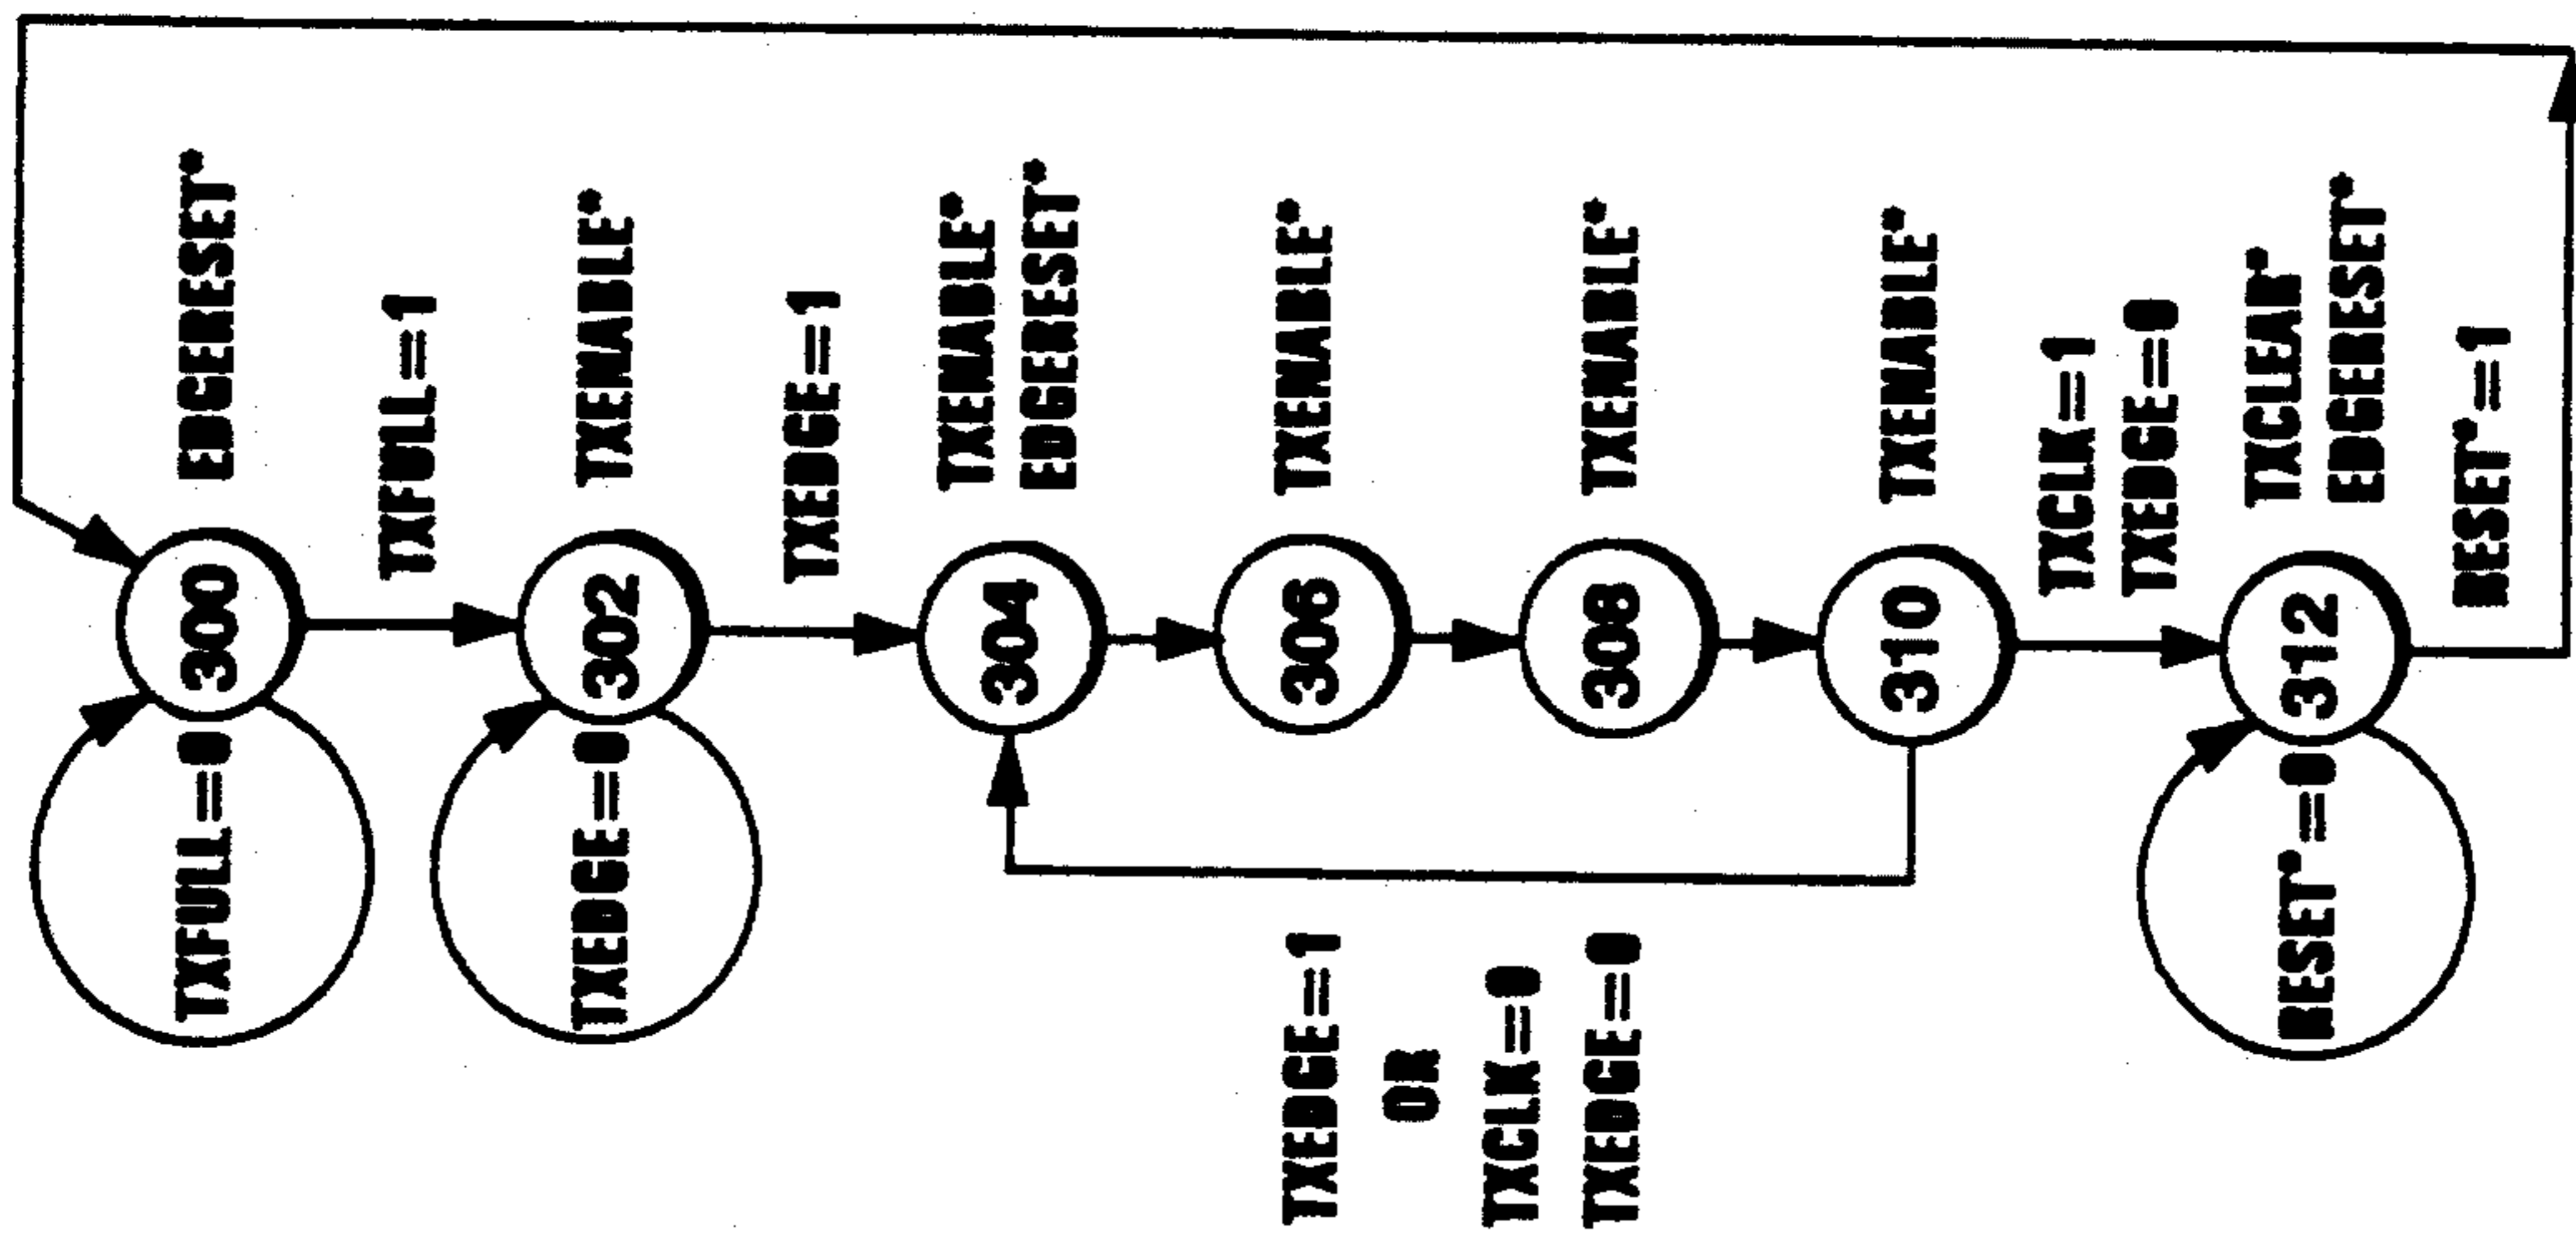 EDGERESET*
300
TXFULL=0
TXFULL=1
TXENABLE*
302
TXEDGE=0
TXEDGE=1
TXENABLE*
EDGERESET*
304
TXENABLE*
306
TXENABLE*
308
TXENABLE*
310
TXEDGE=1
OR
TXCLK=0
TXEDGE=0
TXCLK=1
TXEDGE=0
TXCLEAR*
EDGERESET*
312
RESET*=0
RESET*=1